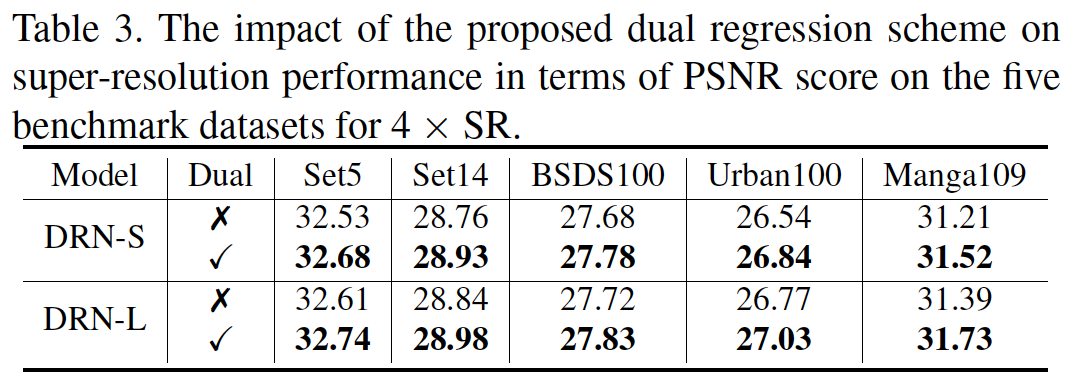 Table 3. The impact of the proposed dual regression scheme on
super-resolution performance in terms of PSNR score on the five
benchmark datasets for 4 × SR.
Model Dual Set5 Set14 BSDS100 Urban100 Manga109
DRN-S ✗ 32.53 28.76 27.68 26.54 31.21
✓ 32.68 28.93 27.78 26.84 31.52
DRN-L ✗ 32.61 28.84 27.72 26.77 31.39
✓ 32.74 28.98 27.83 27.03 31.73